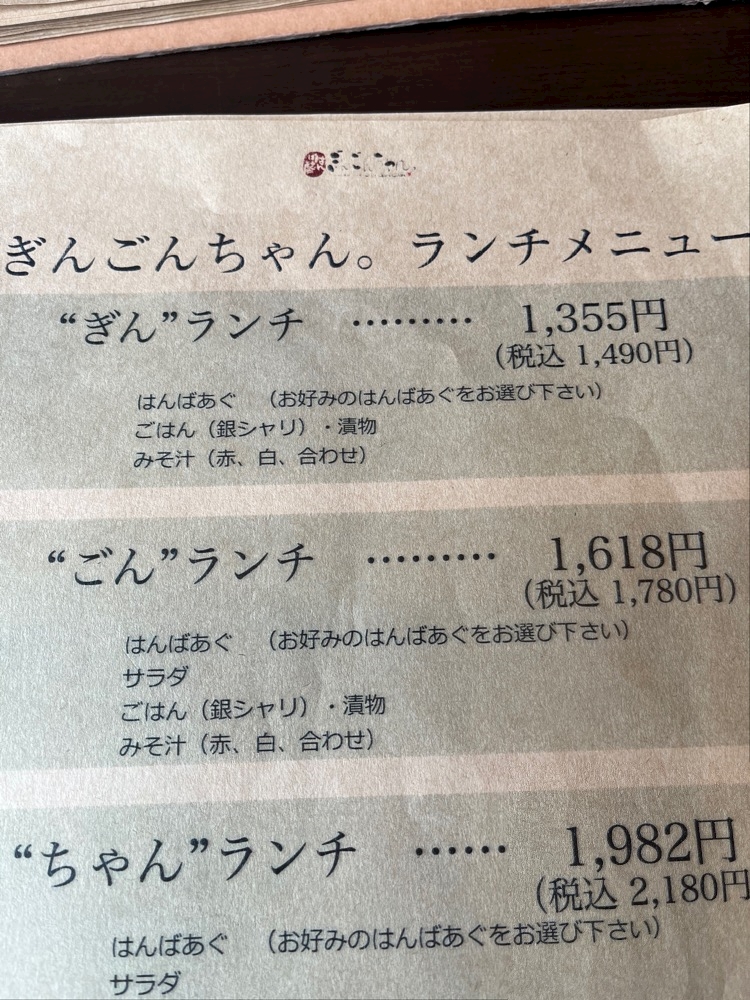 ぎんごんちゃん。
ぎんごんちゃん。ランチメニュー
“ぎん”ランチ ……… 1,355円
(税込 1,490円)
はんばあぐ （お好みのはんばあぐをお選び下さい）
ごはん（銀シャリ）・漬物
みそ汁（赤、白、合わせ）
“ごん”ランチ ……… 1,618円
(税込 1,780円)
はんばあぐ （お好みのはんばあぐをお選び下さい）
サラダ
ごはん（銀シャリ）・漬物
みそ汁（赤、白、合わせ）
“ちゃん”ランチ …… 1,982円
(税込 2,180円
はんばあぐ （お好みのはんばあぐをお選び下さい）
サラダ